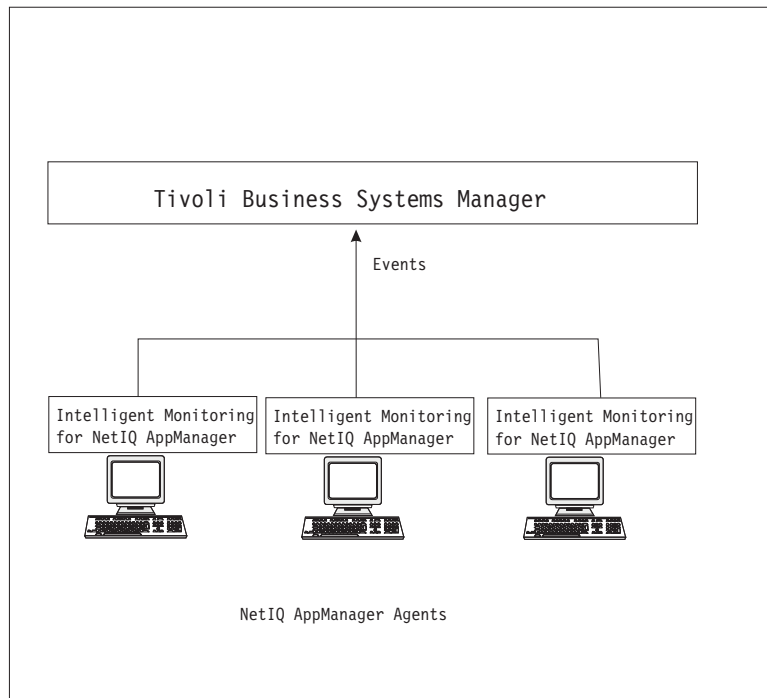 Tivoli Business Systems Manager
Events
Intelligent Monitoring
for NetIQ AppManager
Intelligent Monitoring
for NetIQ AppManager
Intelligent Monitoring
for NetIQ AppManager
NetIQ AppManager Agents